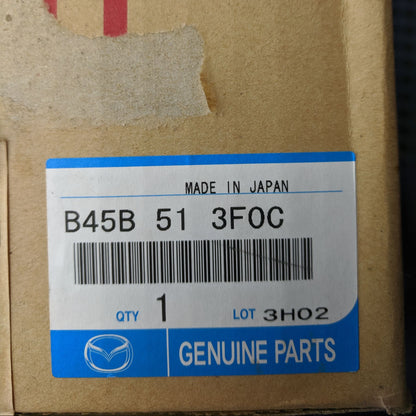 MADE IN JAPAN
B45B 51 3F0C
QTY 1 LOT 3H02
GENUINE PARTS